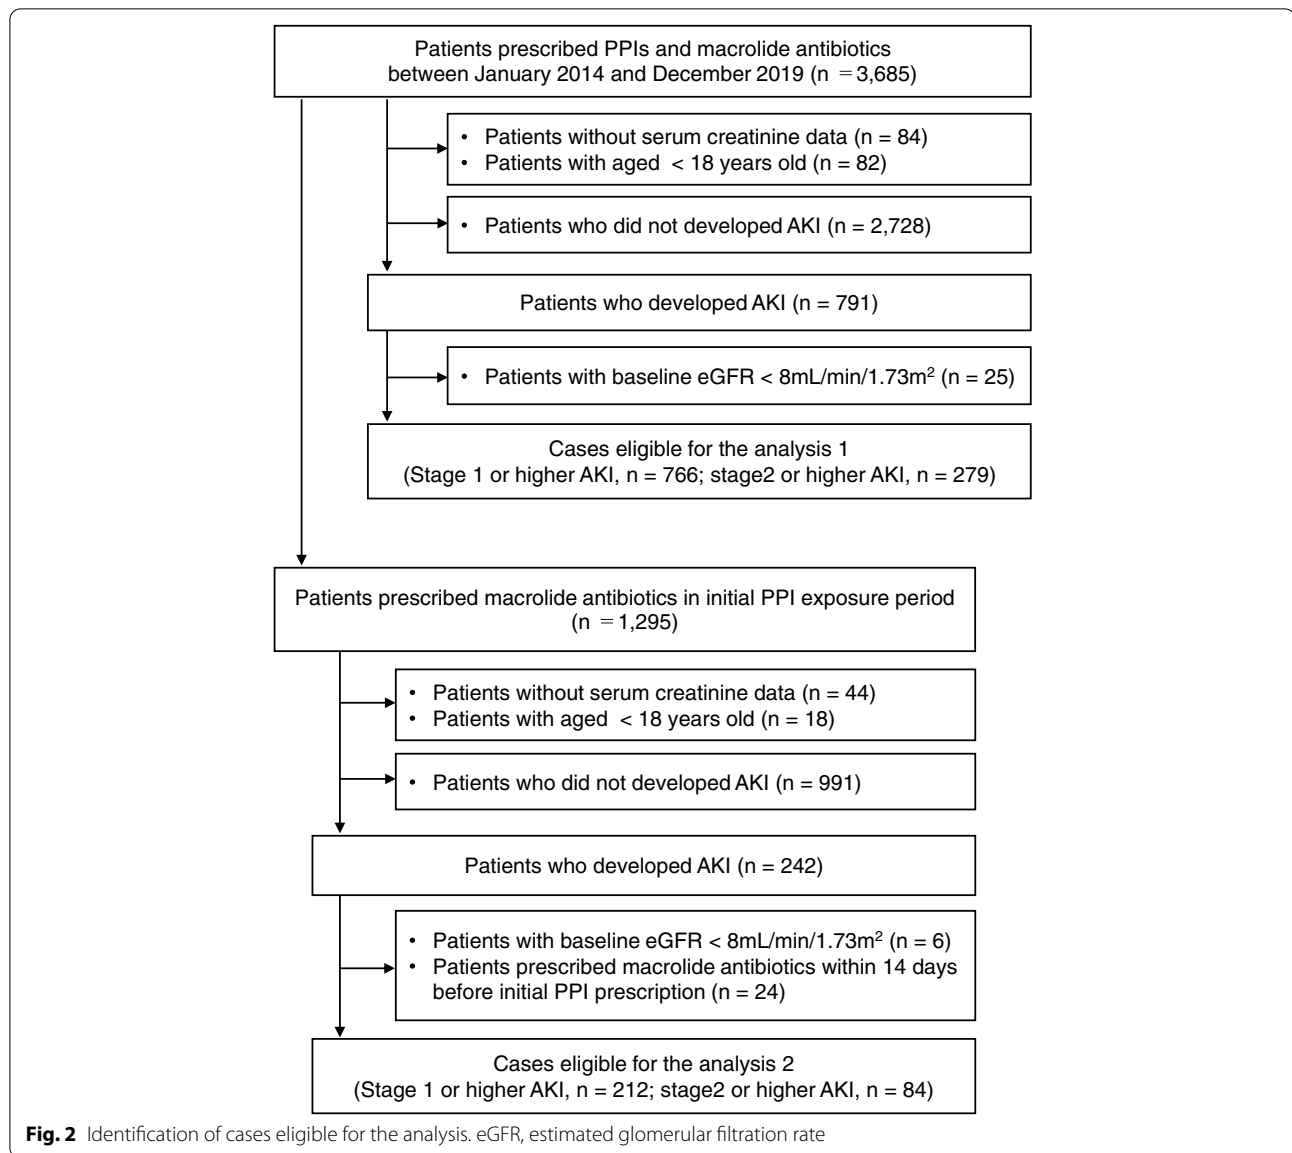 Patients prescribed PPIs and macrolide antibiotics
between January 2014 and December 2019 (n = 3,685)
• Patients without serum creatinine data (n = 84)
• Patients with aged < 18 years old (n = 82)
• Patients who did not developed AKI (n = 2,728)
Patients who developed AKI (n = 791)
• Patients with baseline eGFR < 8mL/min/1.73m² (n = 25)
Cases eligible for the analysis 1
(Stage 1 or higher AKI, n = 766; stage2 or higher AKI, n = 279)
Patients prescribed macrolide antibiotics in initial PPI exposure period
(n = 1,295)
• Patients without serum creatinine data (n = 44)
• Patients with aged < 18 years old (n = 18)
• Patients who did not developed AKI (n = 991)
Patients who developed AKI (n = 242)
• Patients with baseline eGFR < 8mL/min/1.73m² (n = 6)
• Patients prescribed macrolide antibiotics within 14 days
before initial PPI prescription (n = 24)
Cases eligible for the analysis 2
(Stage 1 or higher AKI, n = 212; stage2 or higher AKI, n = 84)
Fig. 2 Identification of cases eligible for the analysis. eGFR, estimated glomerular filtration rate